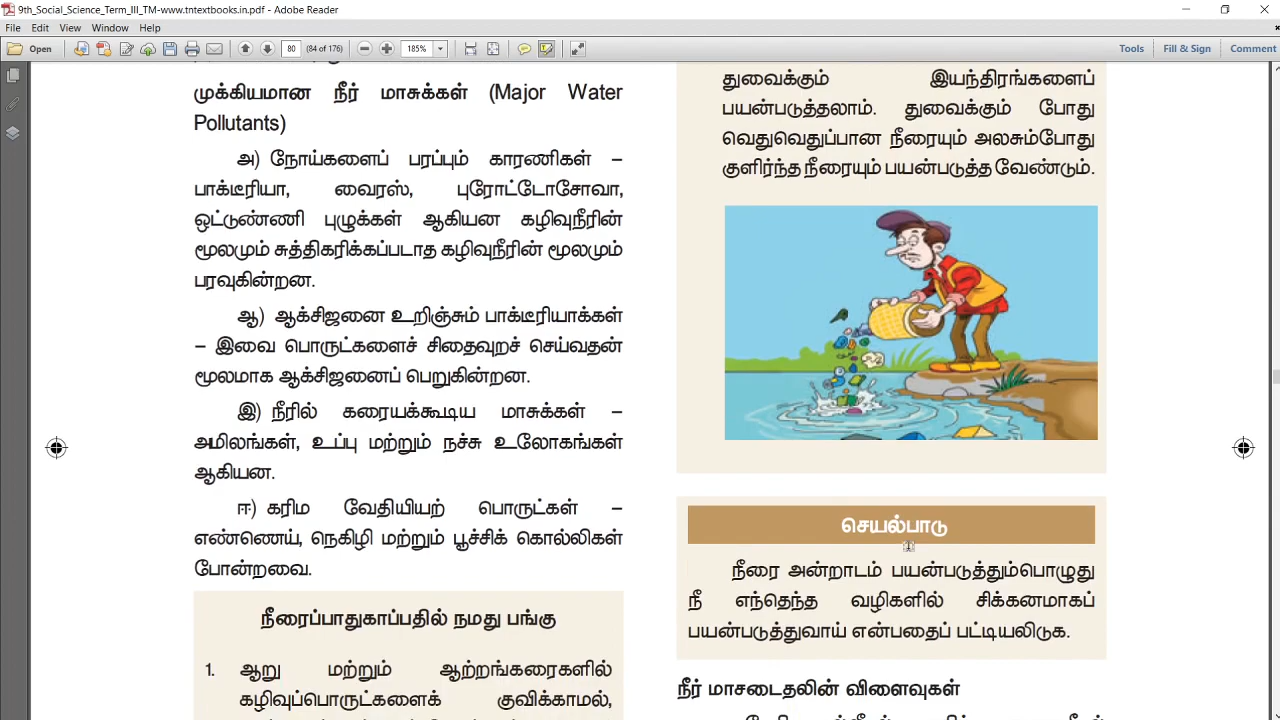 9th_Social_Science_Term_III_TM-www.tntextbooks.in.pdf - Adobe Reader
File Edit View Window Help
Open 80 (84 of 176) 185% Tools Fill & Sign Comment
முக்கியமான நீர் மாசுக்கள் (Major Water
Pollutants)
அ) நோய்களைப் பரப்பும் காரணிகள் –
பாக்டீரியா, வைரஸ், புரோட்டோசோவா,
ஒட்டுண்ணி புழுக்கள் ஆகியன கழிவுநீரின்
மூலமும் சுத்திகரிக்கப்படாத கழிவுநீரின் மூலமும்
பரவுகின்றன.
ஆ) ஆக்சிஜனை உறிஞ்சும் பாக்டீரியாக்கள்
– இவை பொருட்களைச் சிதைவுறச் செய்வதன்
மூலமாக ஆக்சிஜனைப் பெறுகின்றன.
இ) நீரில் கரையக்கூடிய மாசுக்கள் –
அமிலங்கள், உப்பு மற்றும் நச்சு உலோகங்கள்
ஆகியன.
ஈ) கரிம வேதியியற் பொருட்கள் –
எண்ணெய், நெகிழி மற்றும் பூச்சிக் கொல்லிகள்
போன்றவை.
நீரைப்பாதுகாப்பதில் நமது பங்கு
1. ஆறு மற்றும் ஆற்றங்கரைகளில்
கழிவுப்பொருட்களைக் குவிக்காமல்,
துவைக்கும் இயந்திரங்களைப்
பயன்படுத்தலாம். துவைக்கும் போது
வெதுவெதுப்பான நீரையும் அலசும்போது
குளிர்ந்த நீரையும் பயன்படுத்த வேண்டும்.
செயல்பாடு
நீரை அன்றாடம் பயன்படுத்தும்பொழுது
நீ எந்தெந்த வழிகளில் சிக்கனமாகப்
பயன்படுத்துவாய் என்பதைப் பட்டியலிடுக.
நீர் மாசடைதலின் விளைவுகள்